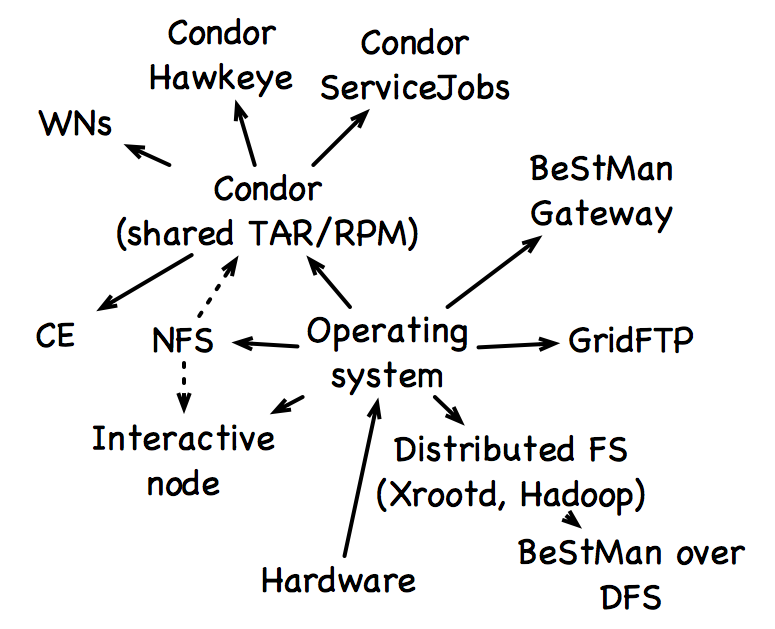 Condor
Hawkeye
Condor
ServiceJobs
WNs
BeStMan
Gateway
Condor
(shared TAR/RPM)
CE
NFS
Operating
system
GridFTP
Interactive
node
Distributed FS
(Xrootd, Hadoop)
BeStMan over
DFS
Hardware